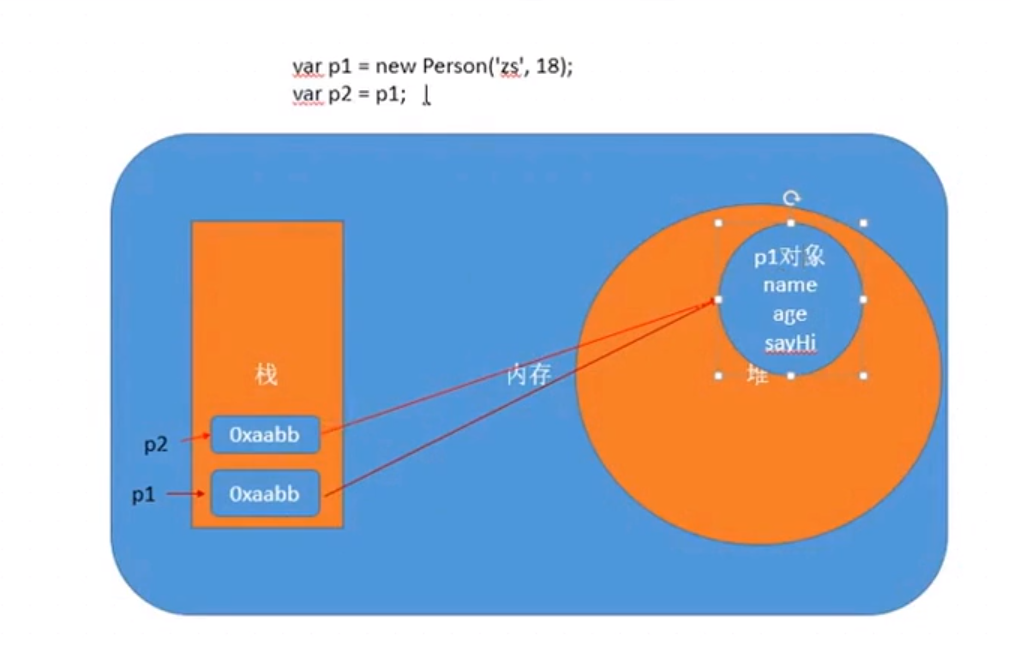 var p1 = new Person('zs', 18);
var p2 = p1;
p1对象
name
age
sayHi
栈
内存
堆
p2
0xaabb
p1
0xaabb